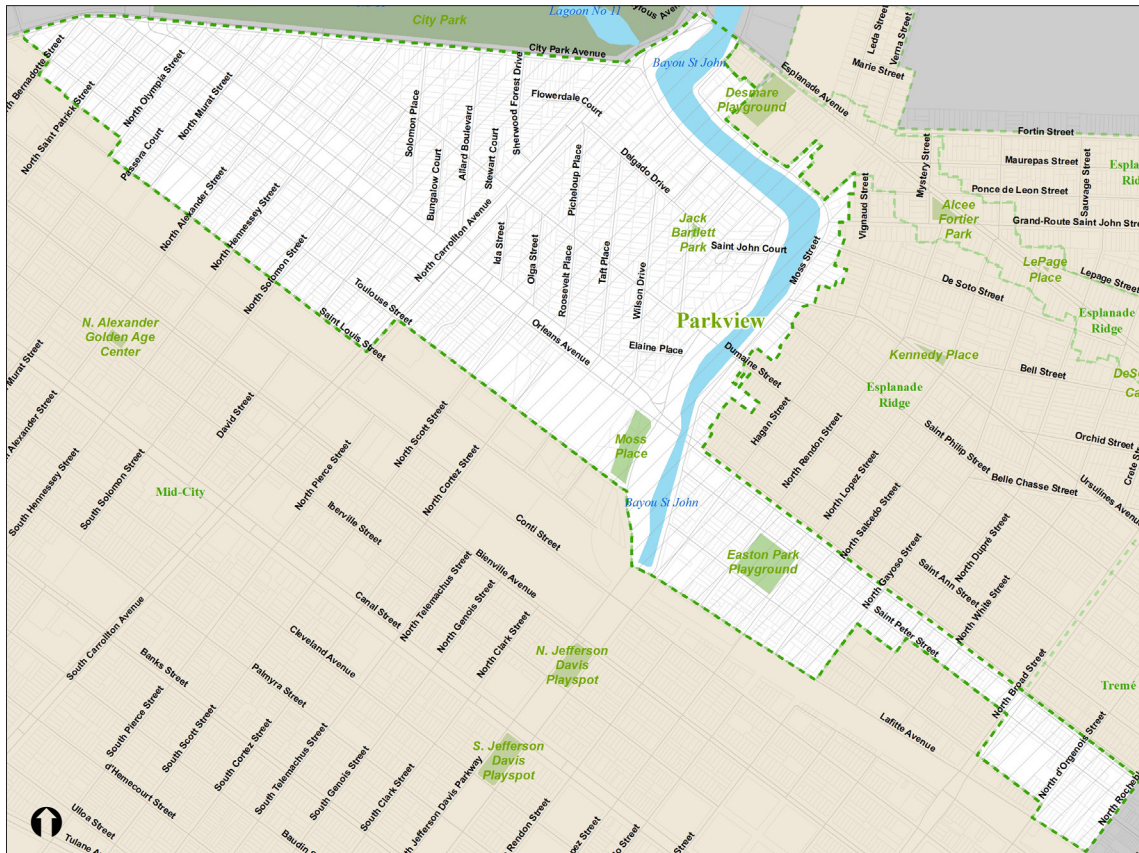 City Park
Lagoon No 11
City Park Avenue
Bayou St John
Leda Street
Verna Street
Marie Street
Esplanade Avenue
Desmare
Playground
North Saint Patrick Street
North Olympia Street
Passera Court
North Murat Street
Solomon Place
Bungalow Court
Allard Boulevard
Stewart Court
Sherwood Forest Drive
Flowerdale Court
Picheloup Place
Delgado Drive
Fortin Street
Maurepas Street
Mystery Street
Ponce de Leon Street
Sauvage Street
Alcee
Fortier
Park
Vignaud Street
Grand-Route Saint John
North Alexander Street
North Hennessey Street
North Solomon Street
North Carrollton Avenue
Ida Street
Olga Street
Roosevelt Place
Taft Place
Wilson Drive
Jack
Bartlett
Park
Saint John Court
Moss Street
LePage
Place
Lepage Street
De Soto Street
Toulouse Street
Saint Louis Street
Orleans Avenue
Elaine Place
Parkview
Dumaine Street
Esplanade
Ridge
Kennedy Place
Bell Street
N. Alexander
Golden Age
Center
Murat Street
Alexander Street
David Street
North Scott Street
North Pierce Street
North Cortez Street
Moss
Place
Hagan Street
Esplanade
Ridge
North Rendon Street
Saint Philip Street
Orchid Street
South Hennessey Street
South Solomon Street
Mid-City
Iberville Street
Conti Street
Bayou St John
North Lopez Street
North Salcedo Street
Belle Chasse Street
Ursulines Avenue
Bienville Avenue
Easton Park
Playground
North Gayoso Street
Saint Ann Street
North Dupré Street
North White Street
Canal Street
North Telemachus Street
North Genois Street
North Clark Street
Saint Peter Street
South Carrollton Avenue
Cleveland Avenue
Banks Street
Palmyra Street
N. Jefferson
Davis
Playspot
North Broad Street
Tremé
South Pierce Street
South Scott Street
South Cortez Street
South Telemachus Street
South Genois Street
South Clark Street
Lafitte Avenue
North d'Orgenois Street
S. Jefferson
Davis
Playspot
d'Hemecourt Street
Jefferson Davis Parkway
Rendon Street
Ulloa Street
Tulane
Baudin